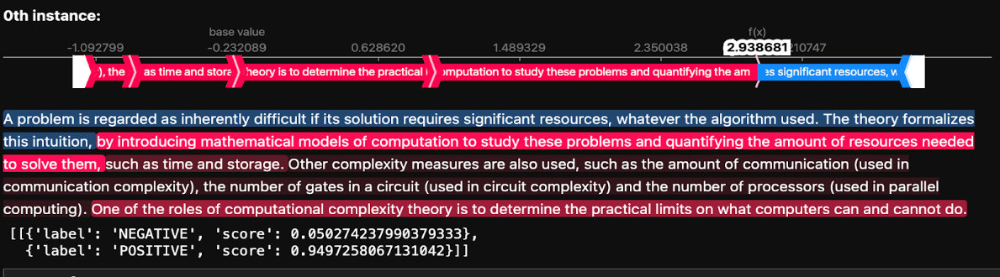 0th instance:
base value
f(x)
-1.092799 -0.232089 0.628620 1.489329 2.350038 2.938681 210747
), the as time and stora heory is to determine the practical omputation to study these problems and quantifying the am es significant resources, w
A problem is regarded as inherently difficult if its solution requires significant resources, whatever the algorithm used. The theory formalizes
this intuition, by introducing mathematical models of computation to study these problems and quantifying the amount of resources needed
to solve them, such as time and storage. Other complexity measures are also used, such as the amount of communication (used in
communication complexity), the number of gates in a circuit (used in circuit complexity) and the number of processors (used in parallel
computing). One of the roles of computational complexity theory is to determine the practical limits on what computers can and cannot do.
[[{'label': 'NEGATIVE', 'score': 0.050274237990379333},
{'label': 'POSITIVE', 'score': 0.9497258067131042}]]